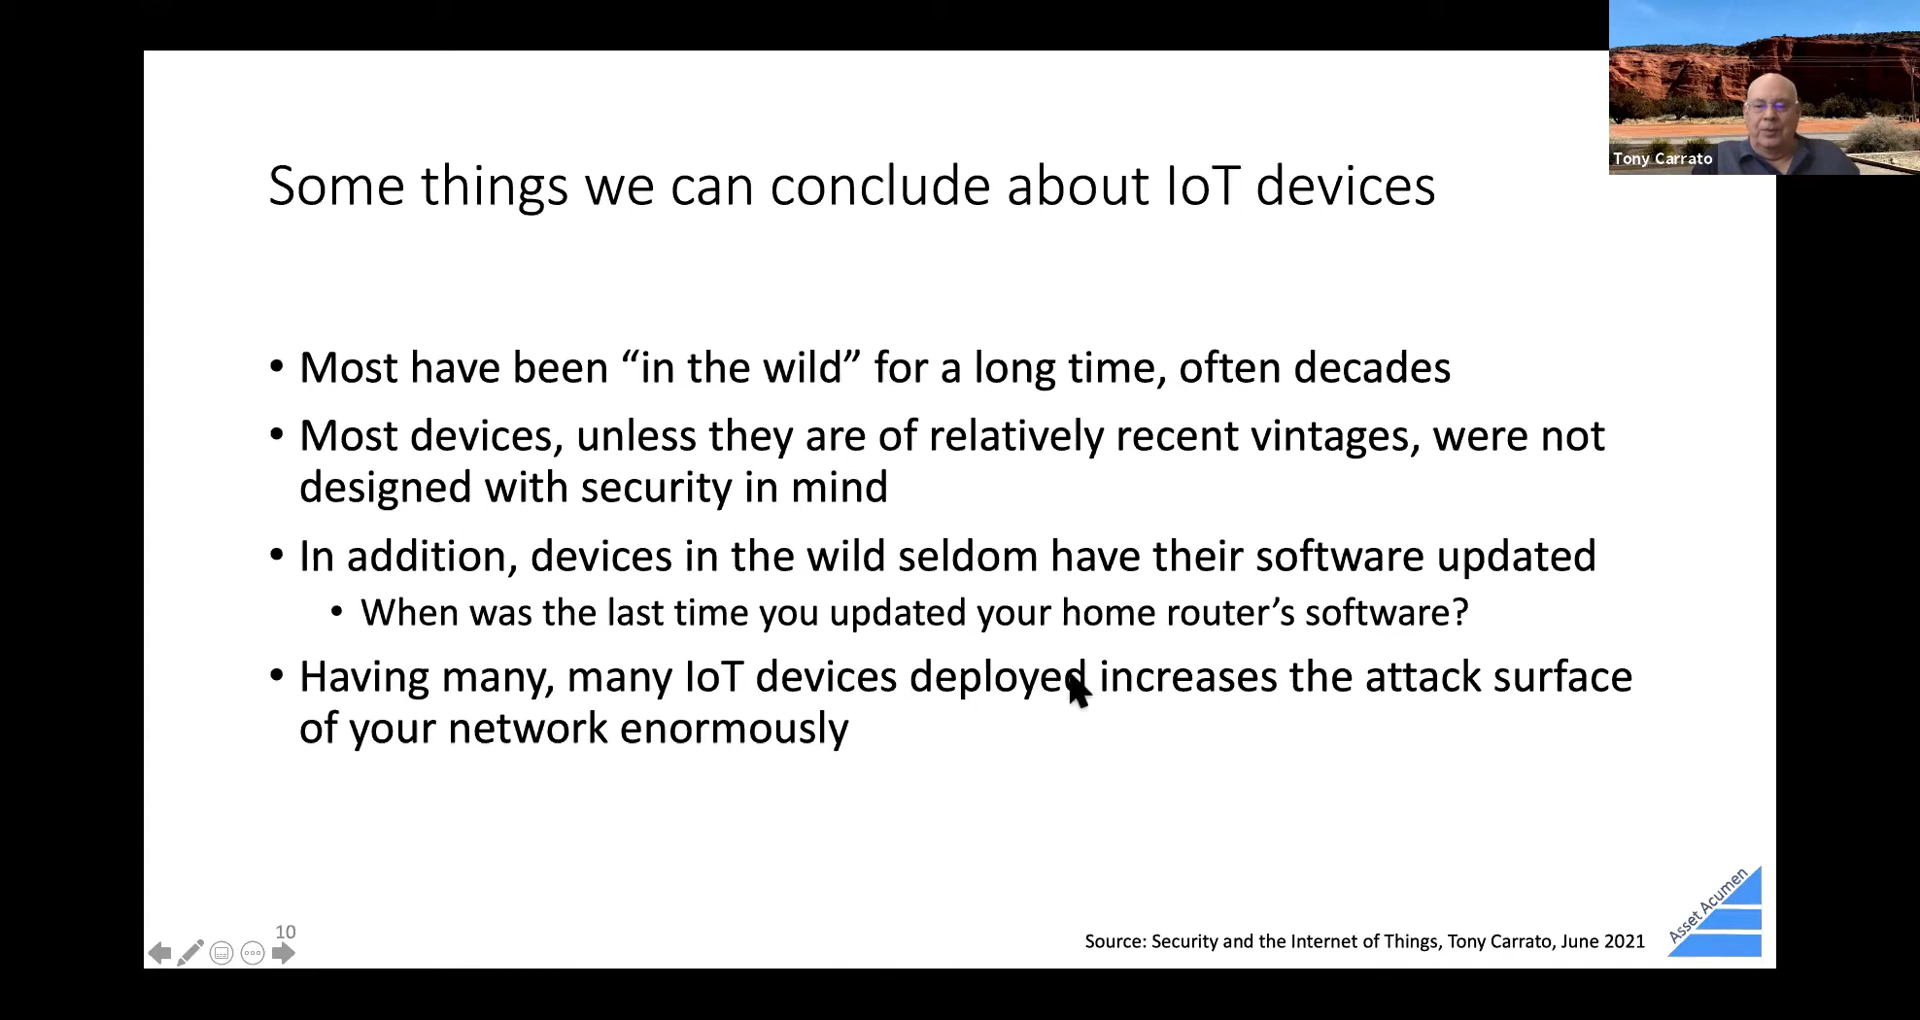 Tony Carrato
Some things we can conclude about IoT devices
• Most have been “in the wild” for a long time, often decades
• Most devices, unless they are of relatively recent vintages, were not
designed with security in mind
• In addition, devices in the wild seldom have their software updated
• When was the last time you updated your home router’s software?
• Having many, many IoT devices deployed increases the attack surface
of your network enormously
10
Source: Security and the Internet of Things, Tony Carrato, June 2021
Asset Acumen